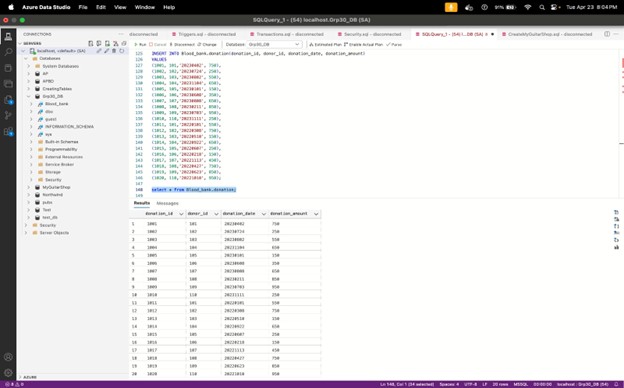 Azure Data Studio File Edit View Window Help
91% Tue Apr 23 8:04 PM
SQLQuery_1 - (54) localhost.Grp30_DB (SA)
CONNECTIONS
disconnected Triggers.sql - disconnected Transactions.sql - disconnected Security.sql - disconnected SQLQuery_1 - (54) l...DB (SA) CreateMyGuitarShop.sql - disconnected
SERVERS
localhost, <default> (SA)
Databases
System Databases
AP
CreatingTables
Grp30_DB
Blood_bank
dbo
guest
INFORMATION_SCHEMA
sys
Built-in Schemas
Programmability
External Resources
Service Broker
Storage
Security
MyGuitarShop
Northwind
pubs
Test
test_db
Security
Server Objects
AZURE
Run Cancel Disconnect Change Database: Grp30_DB Estimated Plan Enable Actual Plan Parse
125 INSERT INTO Blood_bank.donation(donation_id, donor_id, donation_date, donation_amount)
126 VALUES
127 (1001, 101,'20230402', 750),
128 (1002, 102,'20230724', 250),
129 (1003, 103,'20230802', 550),
130 (1004, 104,'20231104', 650),
131 (1005, 105,'20230101', 150),
132 (1006, 106,'20230608', 350),
133 (1007, 107,'20230808', 650),
134 (1008, 108,'20230211', 850),
135 (1009, 109,'20230703', 950),
136 (1010, 110,'20231111', 250),
137 (1011, 101,'20220101', 550),
138 (1012, 102,'20220308', 750),
139 (1013, 103,'20220510', 150),
140 (1014, 104,'20220922', 650),
141 (1015, 105,'20220607', 250),
142 (1016, 106,'20220210', 150),
143 (1017, 107,'20221113', 450),
144 (1018, 108,'20220427', 750),
145 (1019, 109,'20220623', 850),
146 (1020, 110,'20221010', 950);
147
148 select * from Blood_bank.donation;
149
Results Messages
donation_id donor_id donation_date donation_amount
1 1001 101 20230402 750
2 1002 102 20230724 250
3 1003 103 20230802 550
4 1004 104 20231104 650
5 1005 105 20230101 150
6 1006 106 20230608 350
7 1007 107 20230808 650
8 1008 108 20230211 850
9 1009 109 20230703 950
10 1010 110 20231111 250
11 1011 101 20220101 550
12 1012 102 20220308 750
13 1013 103 20220510 150
14 1014 104 20220922 650
15 1015 105 20220607 250
16 1016 106 20220210 150
17 1017 107 20221113 450
18 1018 108 20220427 750
19 1019 109 20220623 850
20 1020 110 20221010 950
Ln 148, Col 1 (34 selected) Spaces: 4 UTF-8 LF 20 rows MSSQL 00:00:00 localhost : Grp30_DB (54)